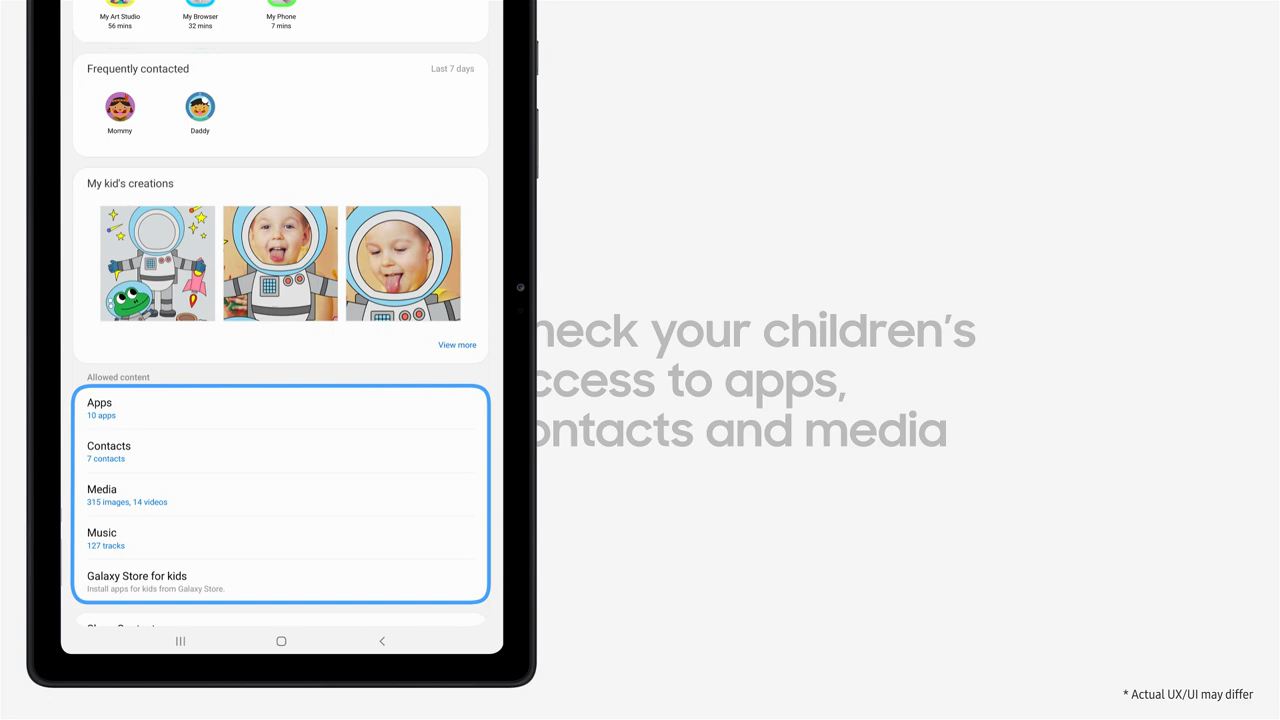 My Art Studio
56 mins
My Browser
32 mins
My Phone
7 mins
Frequently contacted
Last 7 days
Mommy
Daddy
My kid's creations
View more
Allowed content
Apps
10 apps
Contacts
7 contacts
Media
315 images, 14 videos
Music
127 tracks
Galaxy Store for kids
Install apps for kids from Galaxy Store.
heck your children's
ccess to apps,
ontacts and media
* Actual UX/UI may differ